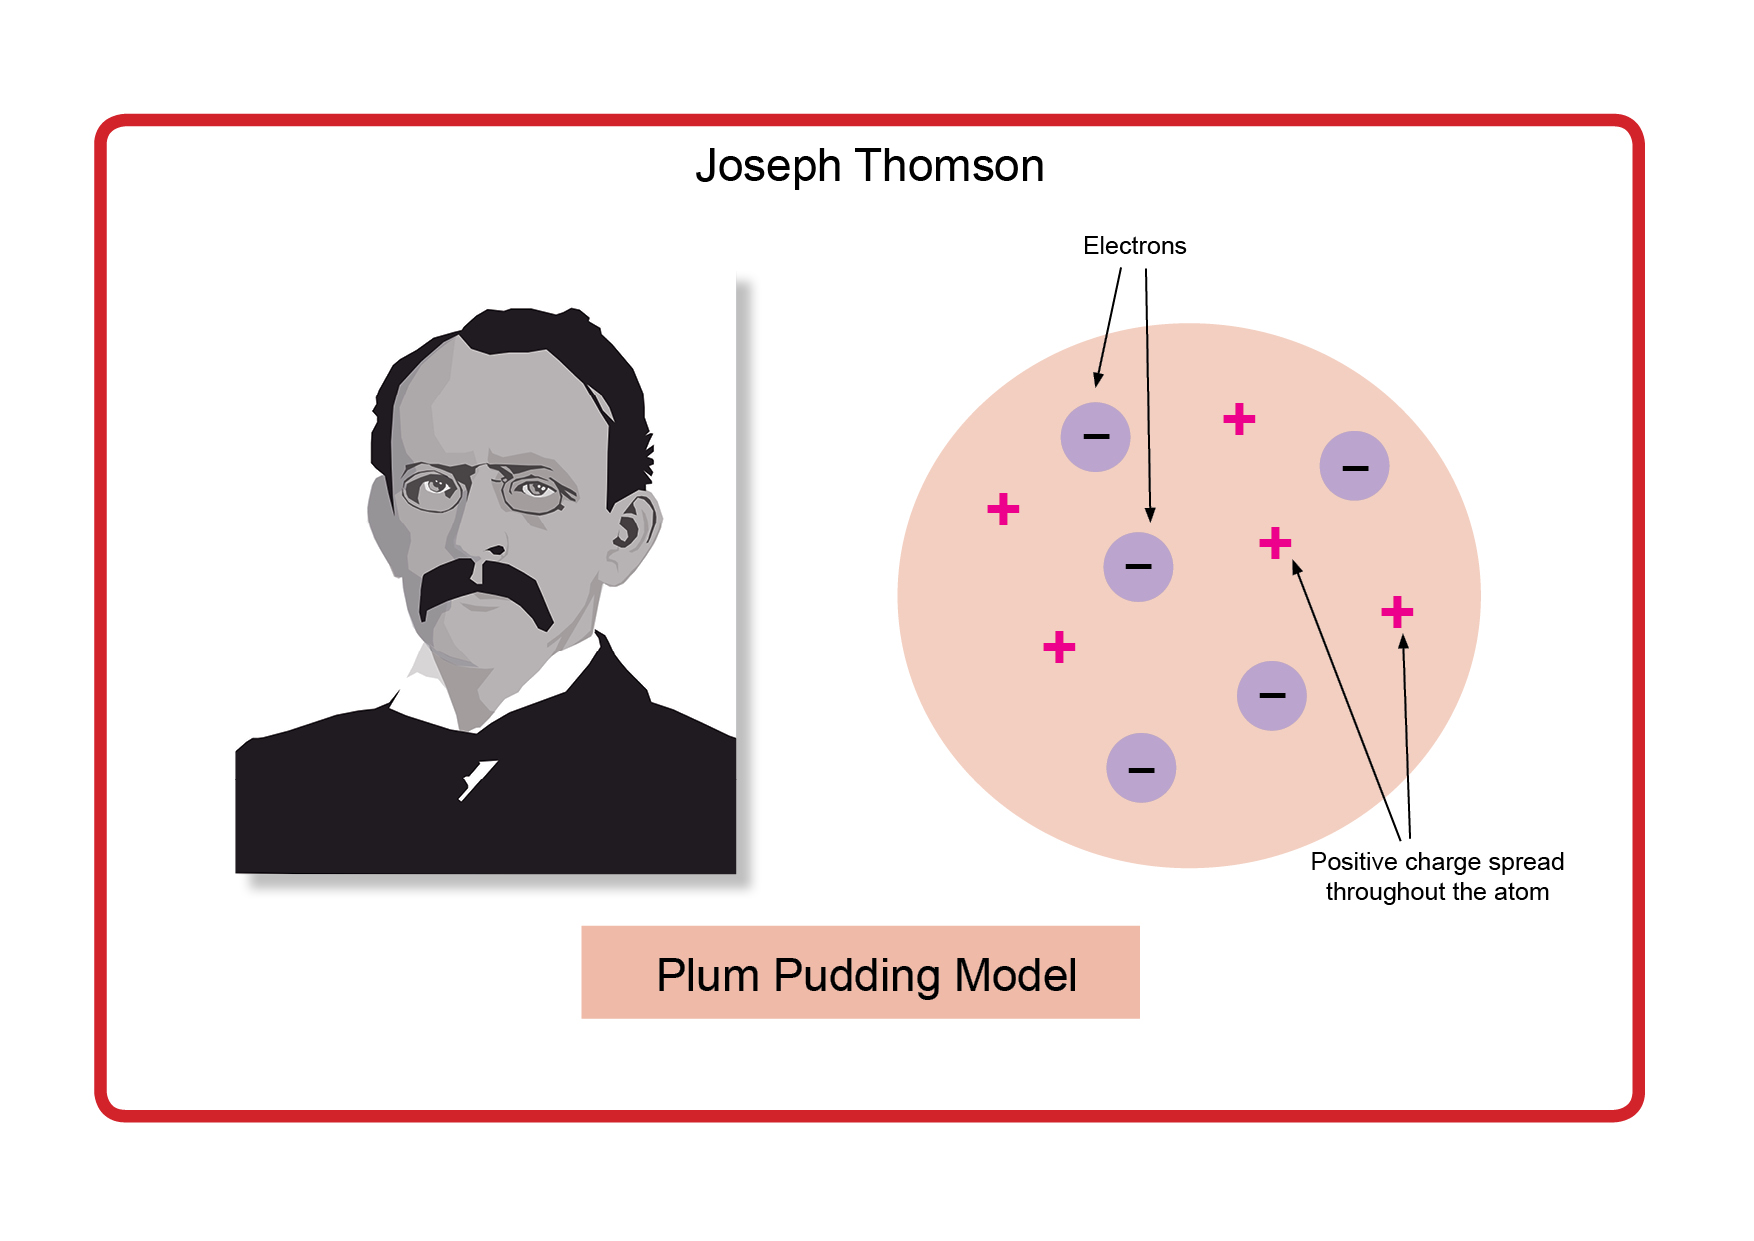 Joseph Thomson
Electrons
+
−
−
+
+
−
+
+
−
−
Positive charge spread
throughout the atom
Plum Pudding Model